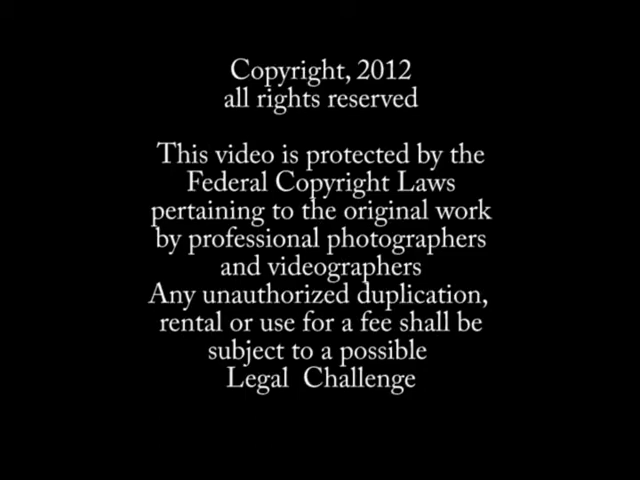 Copyright, 2012
all rights reserved
This video is protected by the
Federal Copyright Laws
pertaining to the original work
by professional photographers
and videographers
Any unauthorized duplication,
rental or use for a fee shall be
subject to a possible
Legal  Challenge